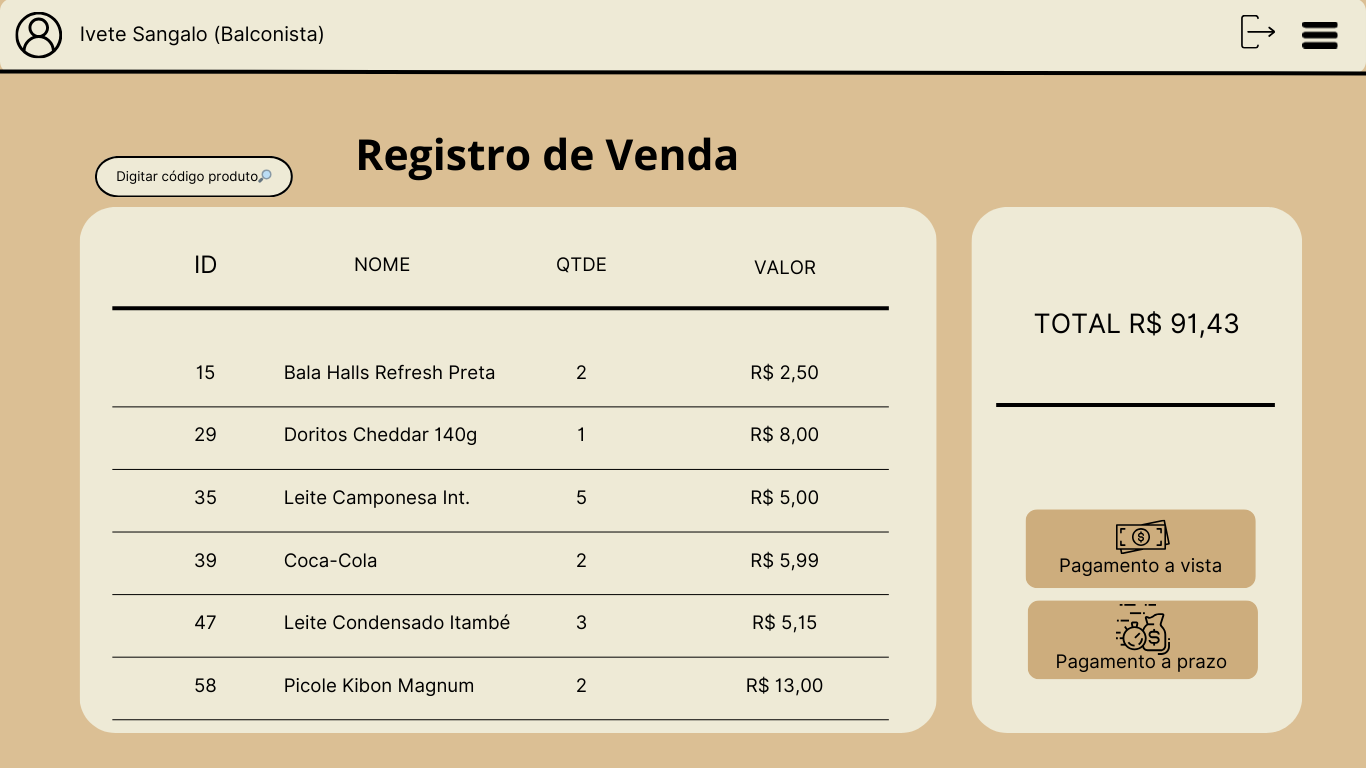 Ivete Sangalo (Balconista)
Registro de Venda
Digitar código produto
ID NOME QTDE VALOR
15 Bala Halls Refresh Preta 2 R$ 2,50
29 Doritos Cheddar 140g 1 R$ 8,00
35 Leite Camponesa Int. 5 R$ 5,00
39 Coca-Cola 2 R$ 5,99
47 Leite Condensado Itambé 3 R$ 5,15
58 Picole Kibon Magnum 2 R$ 13,00
TOTAL R$ 91,43
Pagamento a vista
Pagamento a prazo